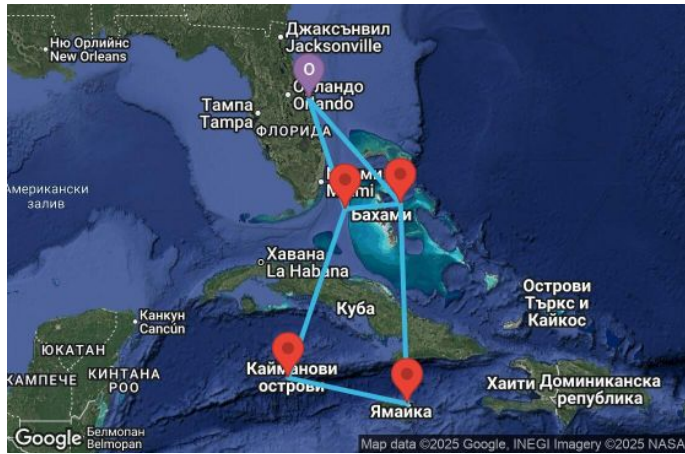 Джаксънвил
Jacksonville
Ню Орлийнс
New Orleans
O
Орландо
Orlando
Тампа
Tampa
ФЛОРИДА
Miami
Американски
залив
Бахами
Хавана
La Habana
Куба
Острови
Търкс и
Кайкос
Канкун
Cancún
ЮКАТАН
КАМПЕЧЕ
КИНТАНА
РОО
Кайманови
острови
Ямайка
Хаити
Доминиканска
република
Белмопан
Belmopan
Google
Map data ©2025 Google, INEGI Imagery ©2025 NASA